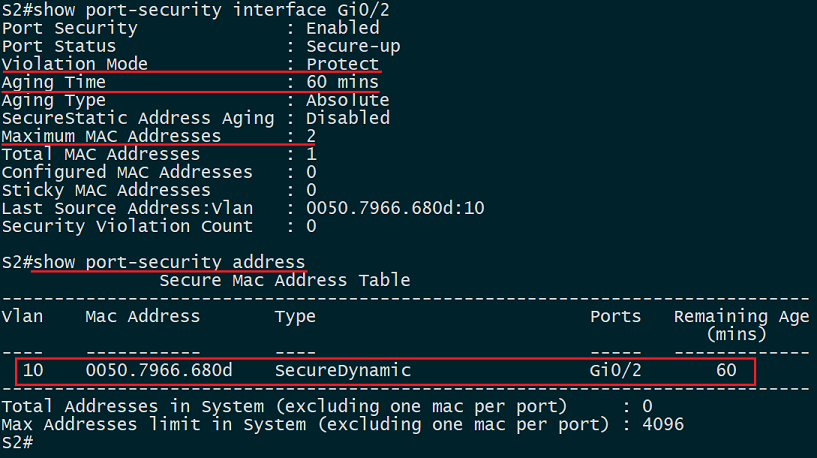 S2#show port-security interface Gi0/2
Port Security              : Enabled
Port Status                : Secure-up
Violation Mode             : Protect
Aging Time                 : 60 mins
Aging Type                 : Absolute
SecureStatic Address Aging : Disabled
Maximum MAC Addresses      : 2
Total MAC Addresses        : 1
Configured MAC Addresses   : 0
Sticky MAC Addresses       : 0
Last Source Address:Vlan   : 0050.7966.680d:10
Security Violation Count   : 0
S2#show port-security address
Secure Mac Address Table
-----------------------------------------------------------------------------
Vlan    Mac Address       Type                          Ports   Remaining Age
(mins)
----    -----------       ----                          -----   -------------
10    0050.7966.680d    SecureDynamic                 Gi0/2        60
-----------------------------------------------------------------------------
Total Addresses in System (excluding one mac per port)     : 0
Max Addresses limit in System (excluding one mac per port) : 4096
S2#